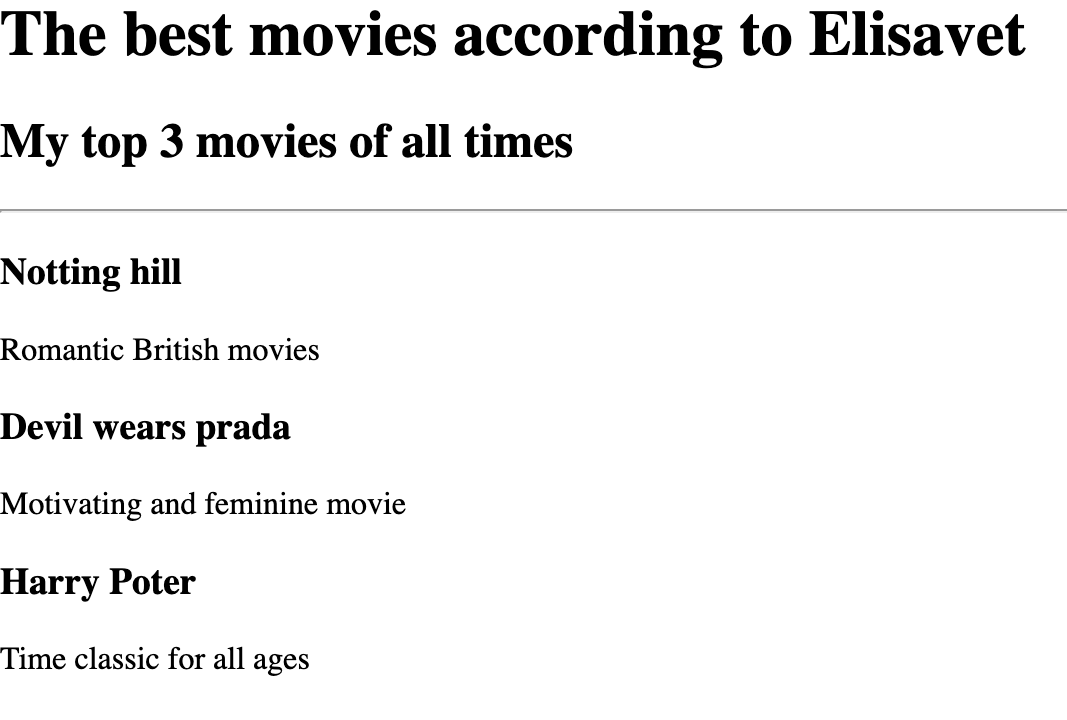 The best movies according to Elisavet
My top 3 movies of all times
Notting hill
Romantic British movies
Devil wears prada
Motivating and feminine movie
Harry Poter
Time classic for all ages